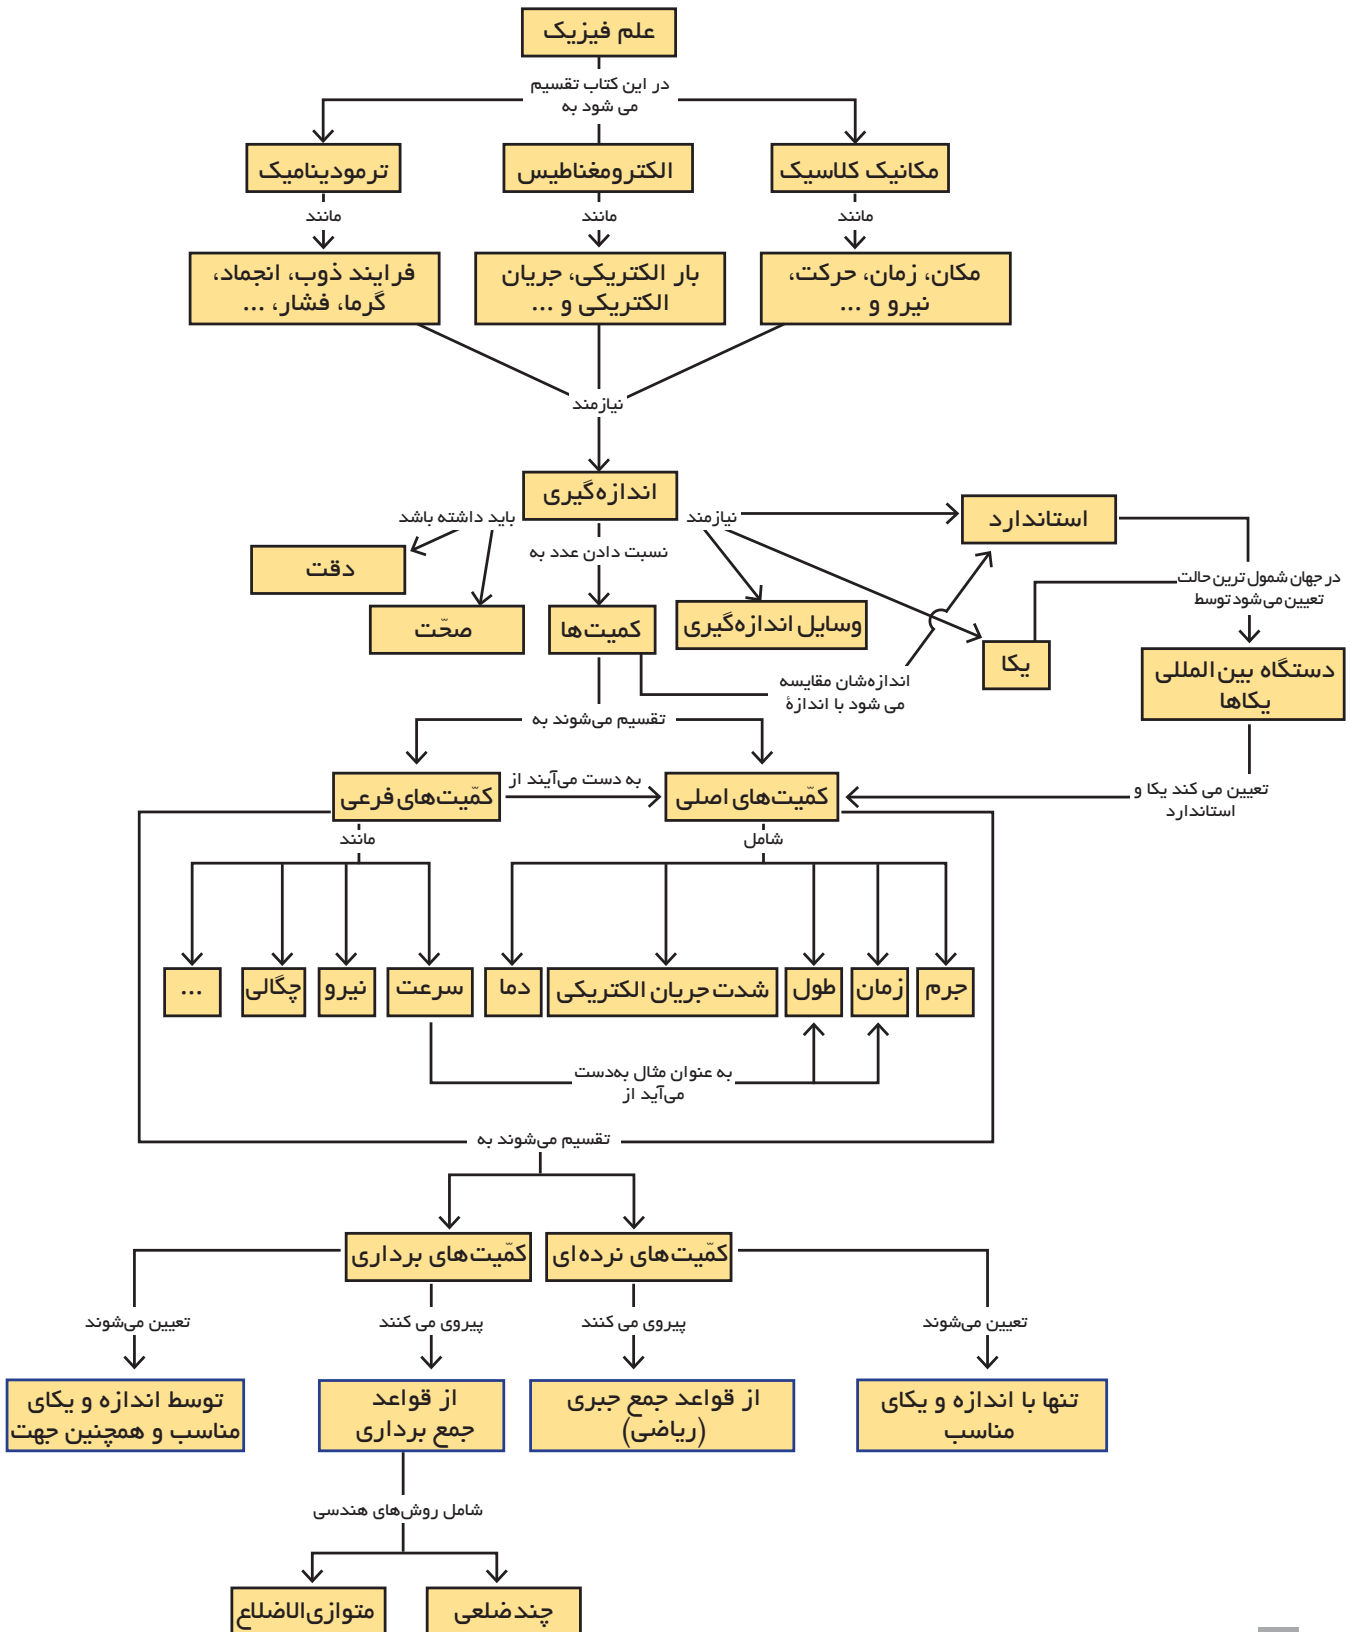 علم فیزیک
در این کتاب تقسیم
می شود به
مکانیک کلاسیک
الکترومغناطیس
ترمودینامیک
مانند
مانند
مانند
مکان، زمان، حرکت،
نیرو و ...
بار الکتریکی، جریان
الکتریکی و ...
فرایند ذوب، انجماد،
گرما، فشار، ...
نیازمند
اندازه‌گیری
استاندارد
نیازمند
باید داشته باشد
نسبت دادن عدد به
دقت
در جهان شمول ترین حالت
تعیین می‌شود توسط
وسایل اندازه‌گیری
کمیت‌ها
صحّت
یکا
دستگاه بین‌المللی
یکاها
اندازه‌شان مقایسه
می شود با اندازهٔ
تقسیم می‌شوند به
به دست می‌آیند از
کمّیت‌های اصلی
کمّیت‌های فرعی
تعیین می کند یکا و
استاندارد
شامل
مانند
جرم
زمان
طول
شدت جریان الکتریکی
دما
سرعت
نیرو
چگالی
...
به عنوان مثال به‌دست
می‌آید از
تقسیم می‌شوند به
کمّیت‌های نرده‌ای
کمّیت‌های برداری
تعیین می‌شوند
پیروی می کنند
پیروی می کنند
تعیین می‌شوند
تنها با اندازه و یکای
مناسب
از قواعد جمع جبری
(ریاضی)
از قواعد
جمع برداری
توسط اندازه و یکای
مناسب و همچنین جهت
شامل روش‌های هندسی
چندضلعی
متوازی‌الاضلاع